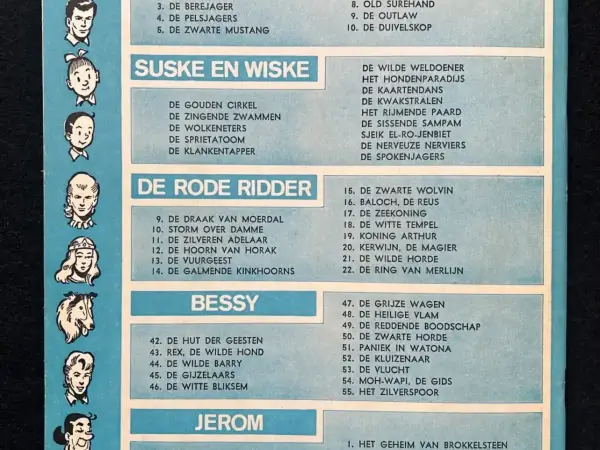 3. DE BEREJAGER
4. DE PELSJAGERS
5. DE ZWARTE MUSTANG
8. OLD SUREHAND
9. DE OUTLAW
10. DE DUIVELSKOP
SUSKE EN WISKE
DE GOUDEN CIRKEL
DE ZINGENDE ZWAMMEN
DE WOLKENETERS
DE SPRIETATOOM
DE KLANKENTAPPER
DE WILDE WELDOENER
HET HONDENPARADIJS
DE KAARTENDANS
DE KWAKSTRALEN
HET RIJMENDE PAARD
DE SISSENDE SAMPAM
SJEIK EL-RO-JENBIET
DE NERVEUZE NERVIERS
DE SPOKENJAGERS
DE RODE RIDDER
9. DE DRAAK VAN MOERDAL
10. STORM OVER DAMME
11. DE ZILVEREN ADELAAR
12. DE HOORN VAN HORAK
13. DE VUURGEEST
14. DE GALMENDE KINKHOORNS
15. DE ZWARTE WOLVIN
16. BALOCH, DE REUS
17. DE ZEEKONING
18. DE WITTE TEMPEL
19. KONING ARTHUR
20. KERWIJN, DE MAGIER
21. DE WILDE HORDE
22. DE RING VAN MERLIJN
BESSY
42. DE HUT DER GEESTEN
43. REX, DE WILDE HOND
44. DE WILDE BARRY
45. DE GIJZELAARS
46. DE WITTE BLIKSEM
47. DE GRIJZE WAGEN
48. DE HEILIGE VLAM
49. DE REDDENDE BOODSCHAP
50. DE ZWARTE HORDE
51. PANIEK IN WATONA
52. DE KLUIZENAAR
53. DE VLUCHT
54. MOH-WAPI, DE GIDS
55. HET ZILVERSPOOR
JEROM
1. HET GEHEIM VAN BROKKELSTEEN